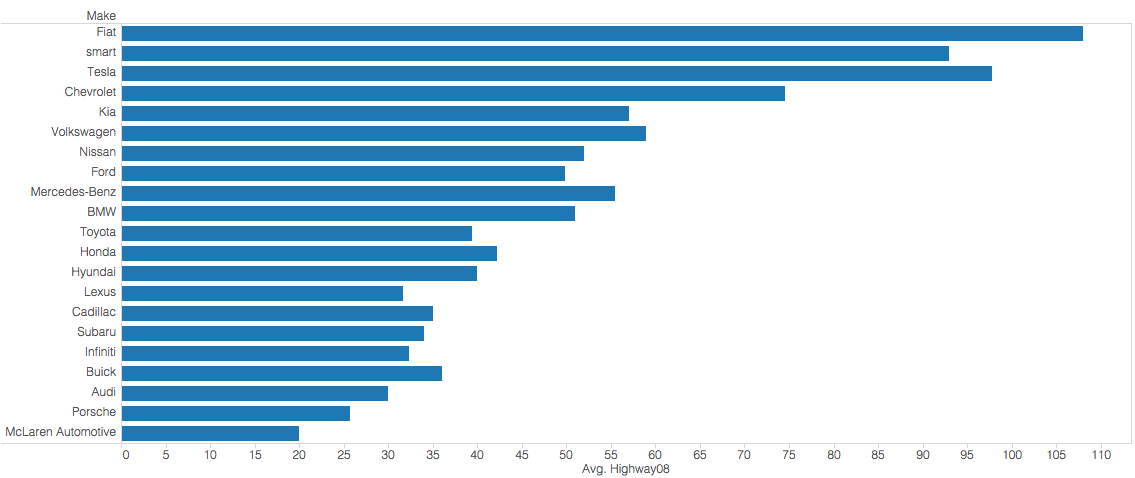 Make
Fiat
smart
Tesla
Chevrolet
Kia
Volkswagen
Nissan
Ford
Mercedes-Benz
BMW
Toyota
Honda
Hyundai
Lexus
Cadillac
Subaru
Infiniti
Buick
Audi
Porsche
McLaren Automotive
0 5 10 15 20 25 30 35 40 45 50 55 60 65 70 75 80 85 90 95 100 105 110
Avg. Highway08